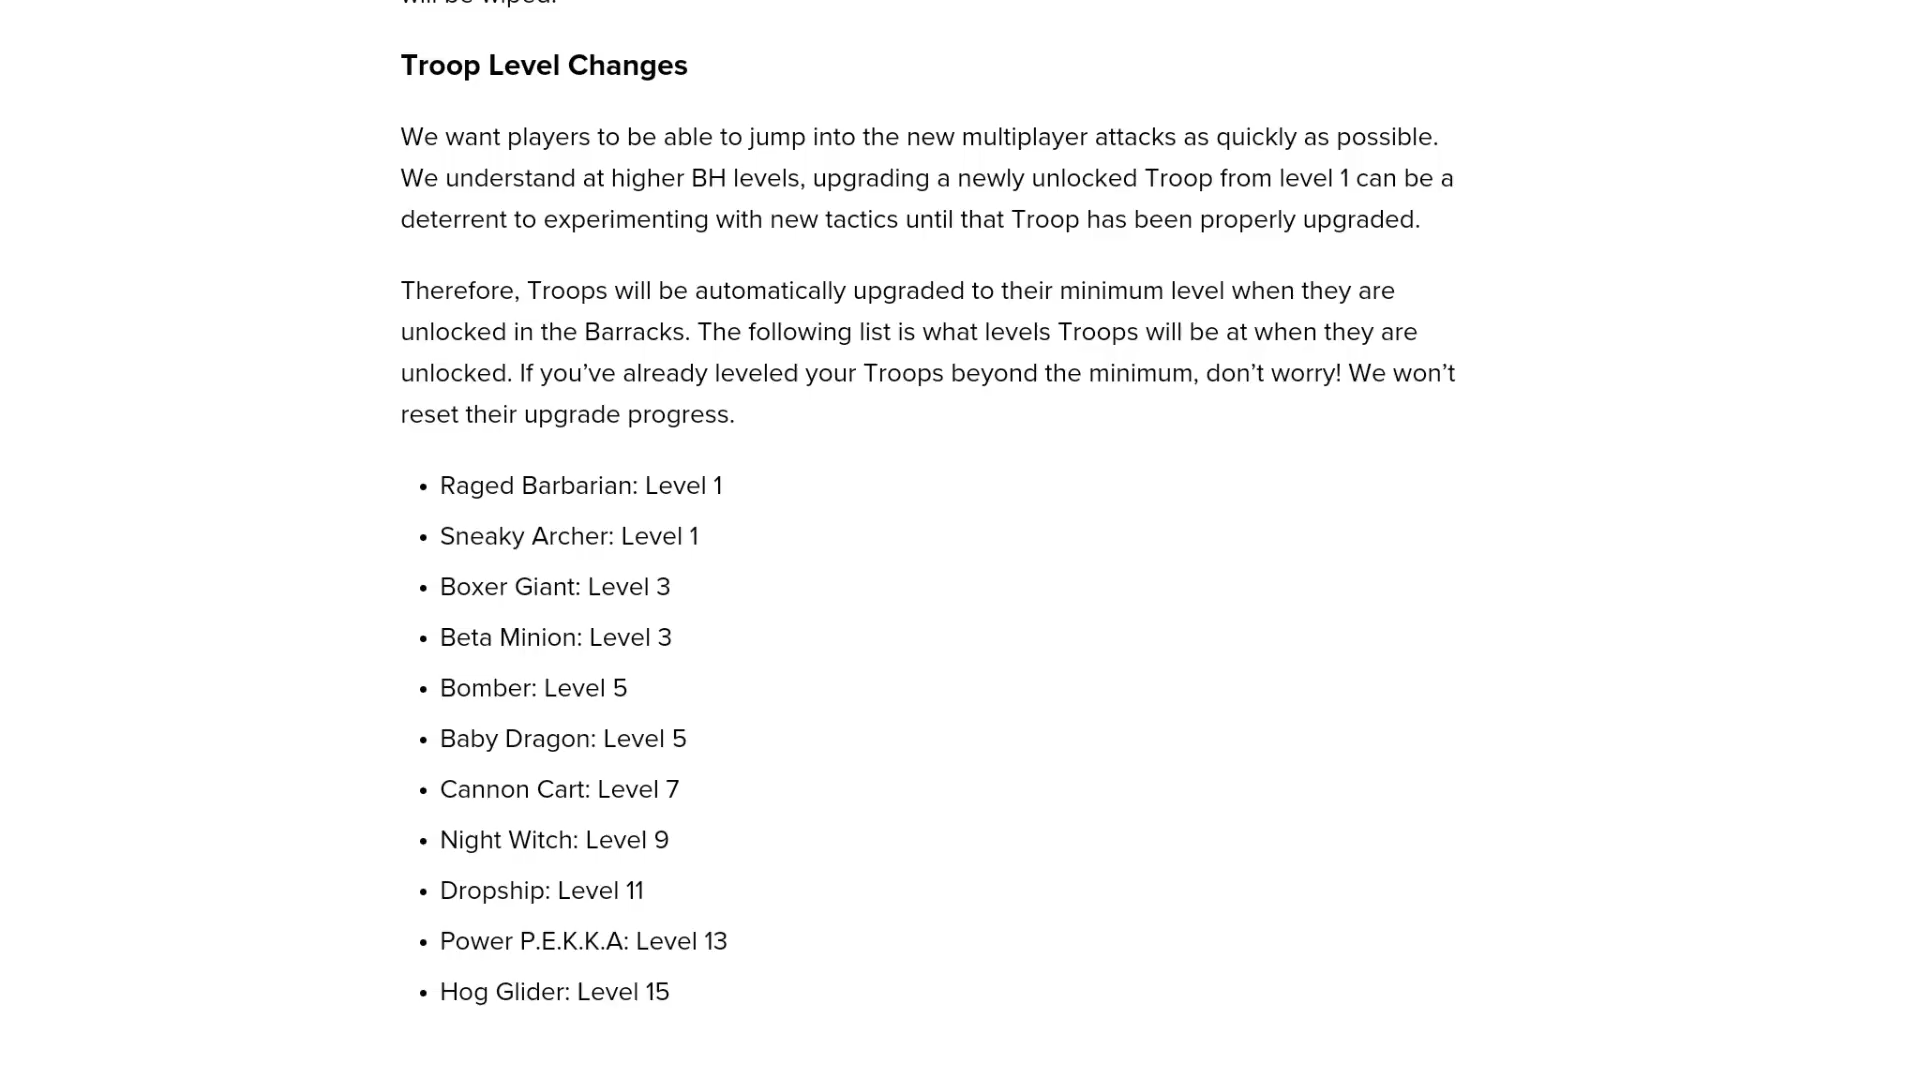 will be wiped.
Troop Level Changes
We want players to be able to jump into the new multiplayer attacks as quickly as possible.
We understand at higher BH levels, upgrading a newly unlocked Troop from level 1 can be a
deterrent to experimenting with new tactics until that Troop has been properly upgraded.
Therefore, Troops will be automatically upgraded to their minimum level when they are
unlocked in the Barracks. The following list is what levels Troops will be at when they are
unlocked. If you’ve already leveled your Troops beyond the minimum, don’t worry! We won’t
reset their upgrade progress.
• Raged Barbarian: Level 1
• Sneaky Archer: Level 1
• Boxer Giant: Level 3
• Beta Minion: Level 3
• Bomber: Level 5
• Baby Dragon: Level 5
• Cannon Cart: Level 7
• Night Witch: Level 9
• Dropship: Level 11
• Power P.E.K.K.A: Level 13
• Hog Glider: Level 15